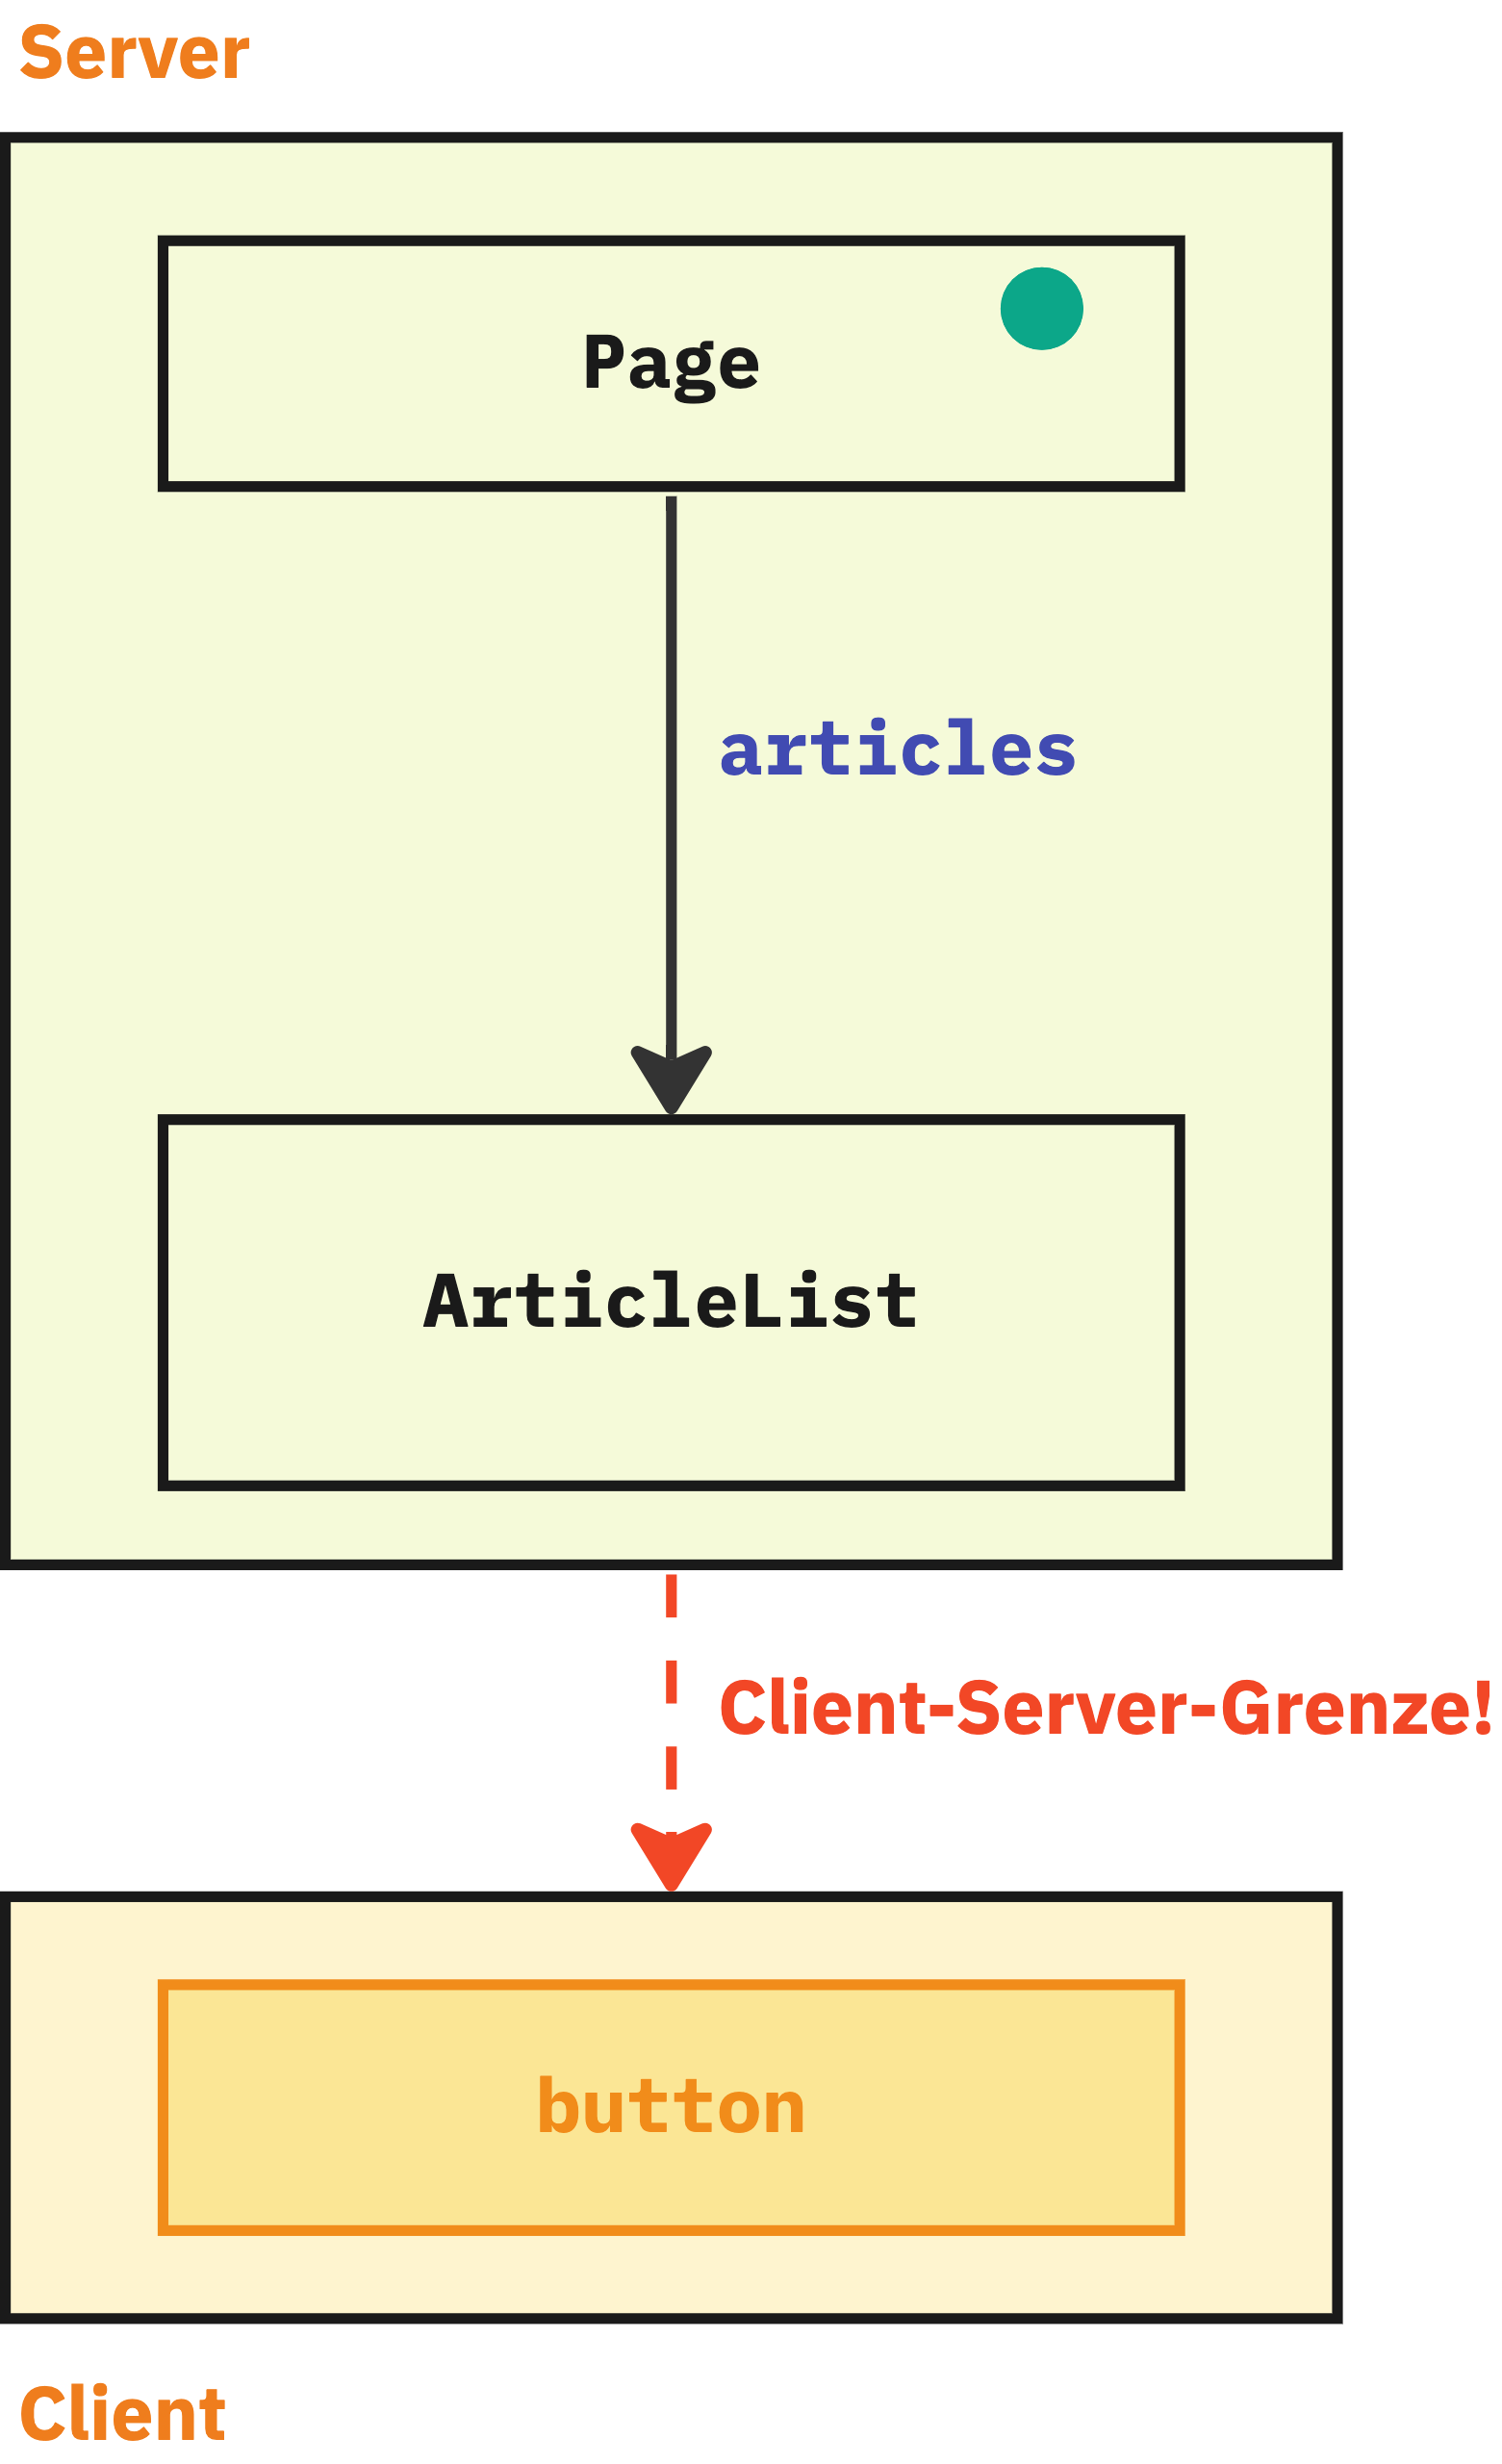 Server
Page
articles
ArticleList
Client-Server-Grenze!
button
Client